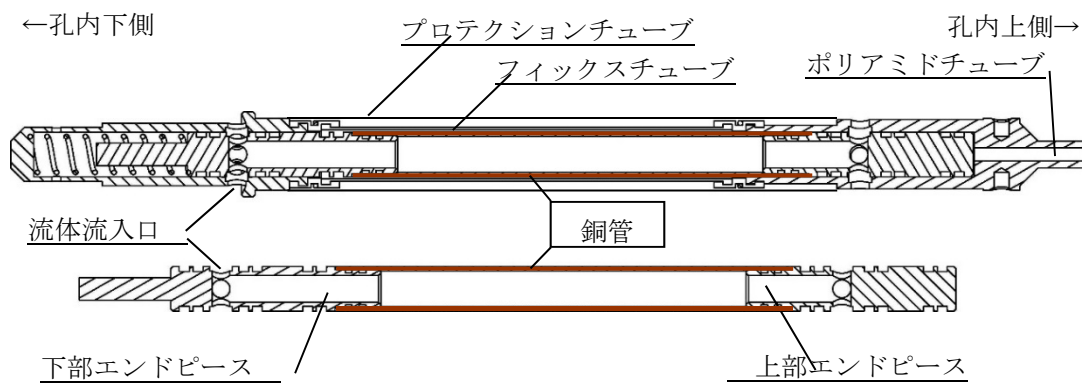 ←孔内下側
孔内上側→
プロテクションチューブ
フィックスチューブ
ポリアミドチューブ
流体流入口
銅管
下部エンドピース
上部エンドピース